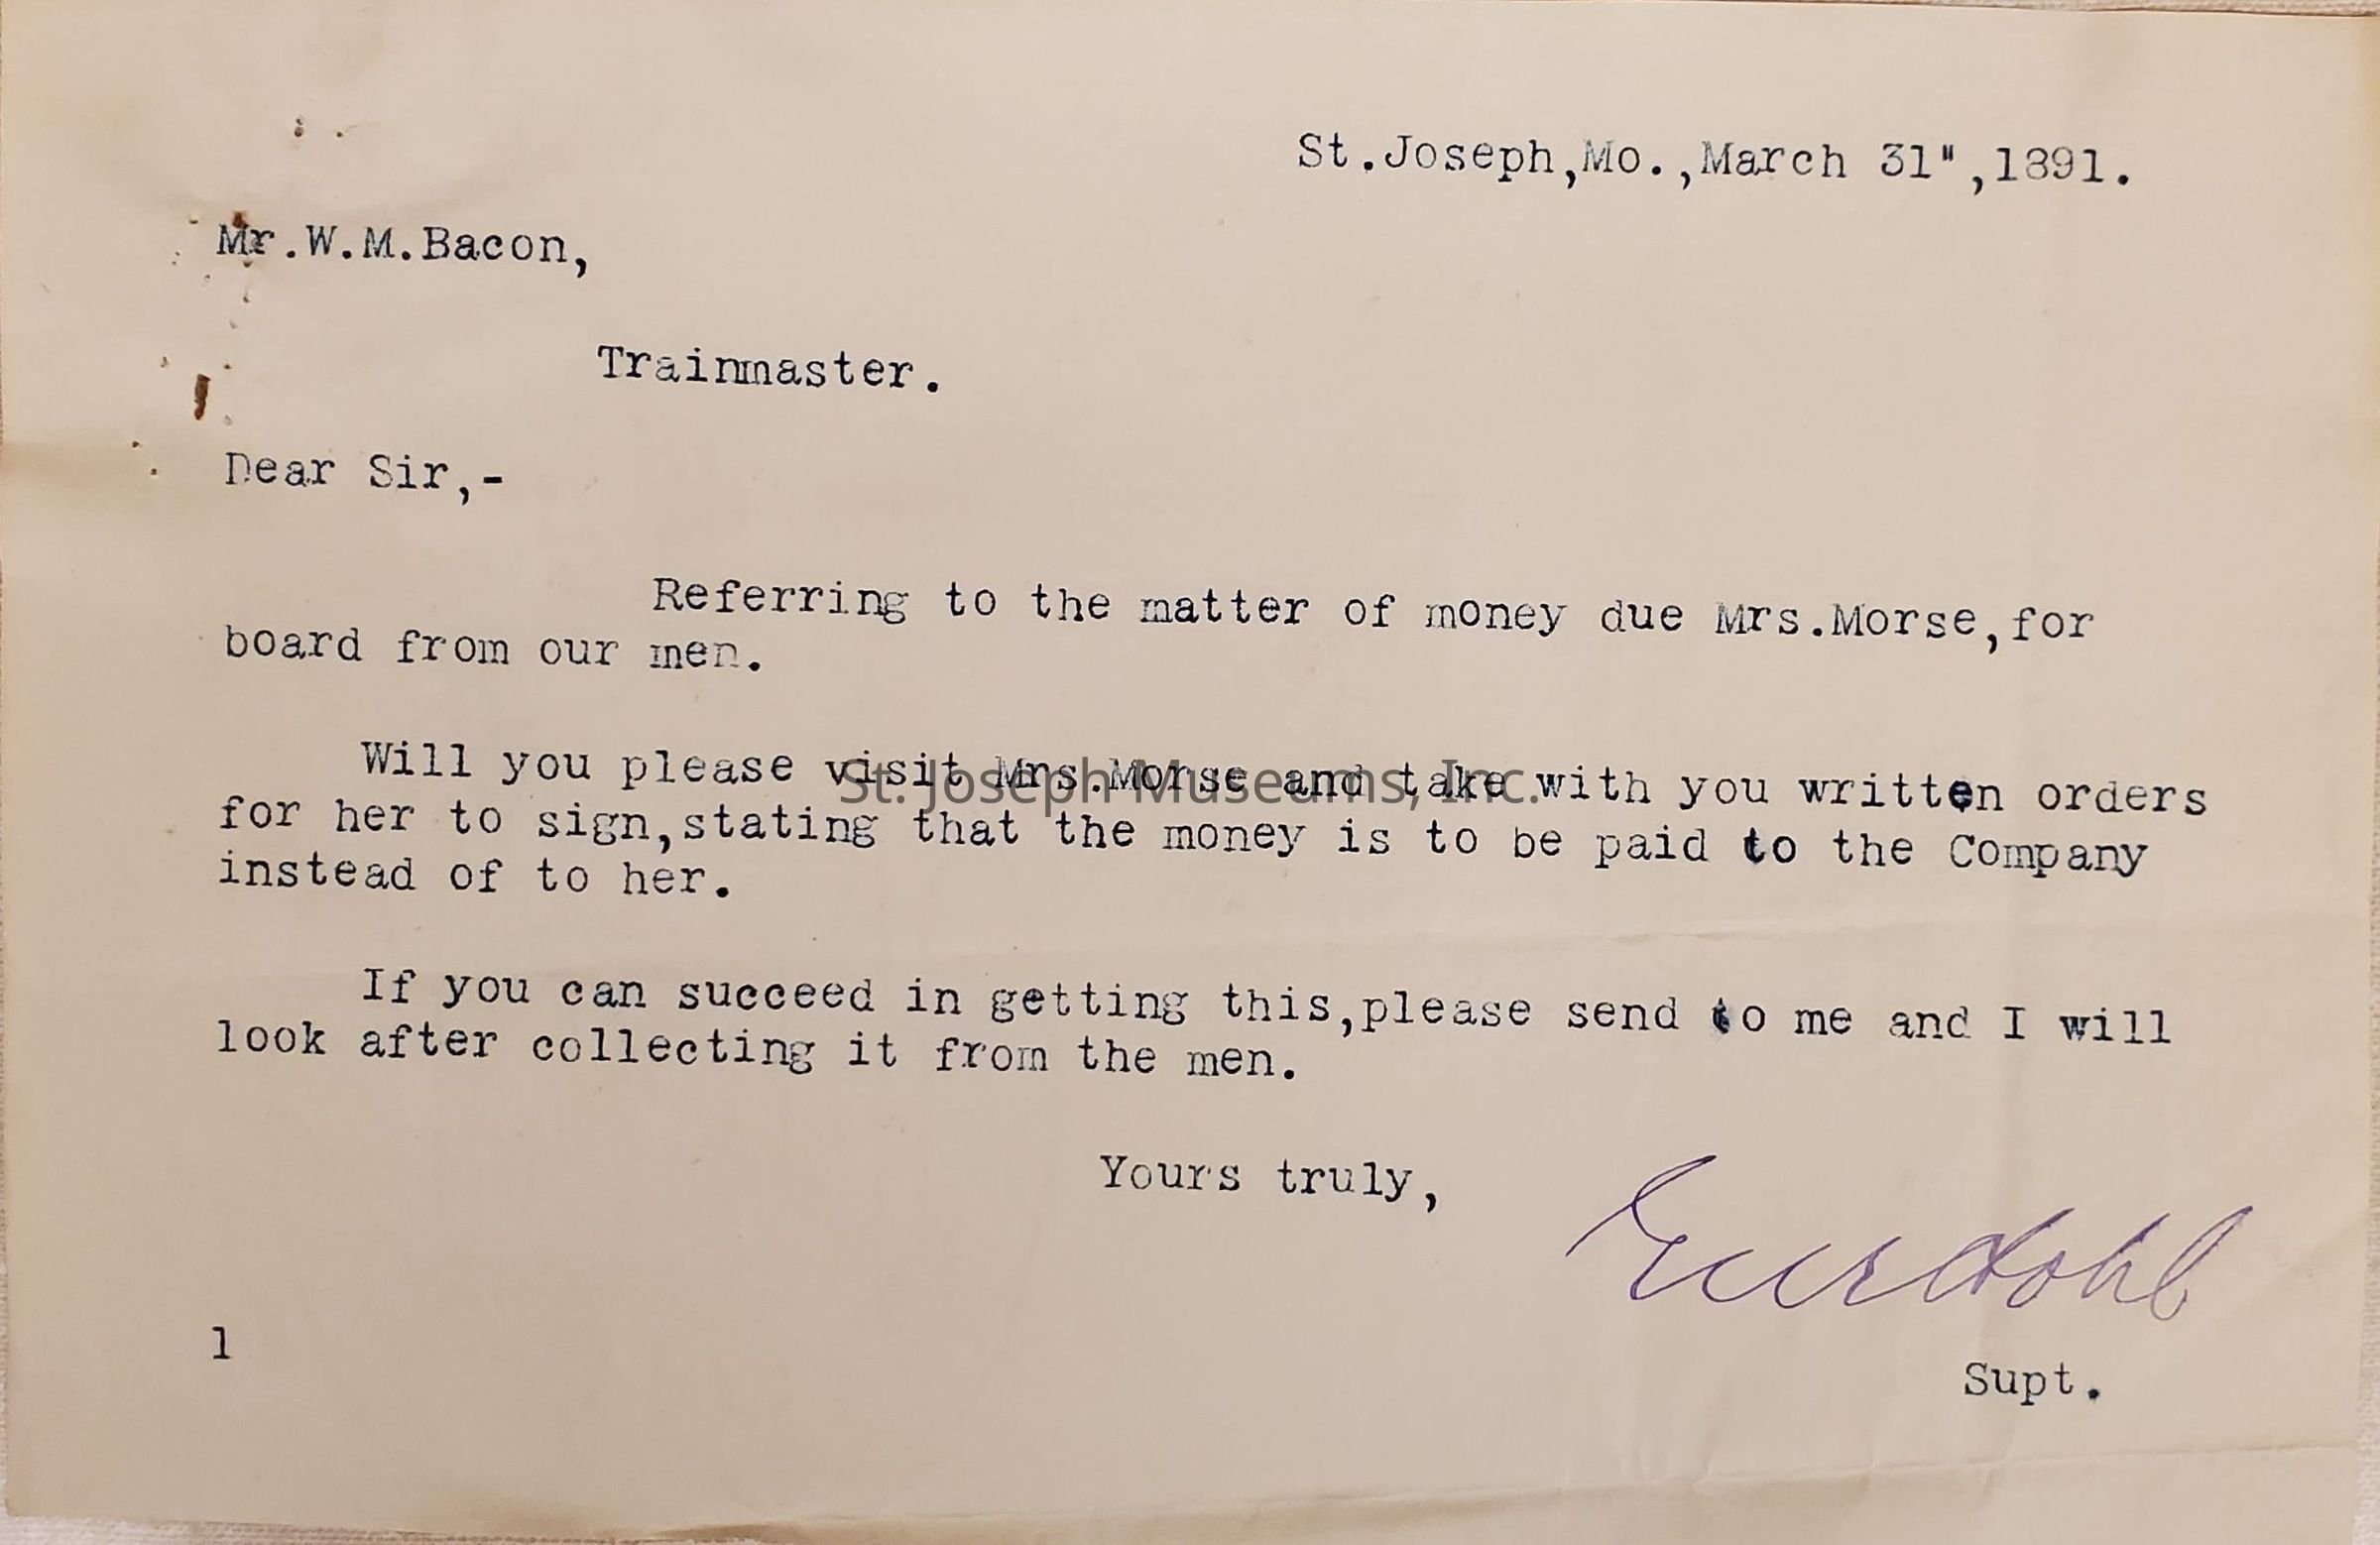 St.Joseph,Mo.,March 31",1891.
Mr.W.M.Bacon,
Trainmaster.
Dear Sir,-
Referring to the matter of money due Mrs.Morse,for
board from our men.
Will you please visit Mrs.Morse and take with you written orders
St. Joseph Museums, Inc.
for her to sign,stating that the money is to be paid to the Company
instead of to her.
If you can succeed in getting this,please send to me and I will
look after collecting it from the men.
Yours truly,
1
Supt.